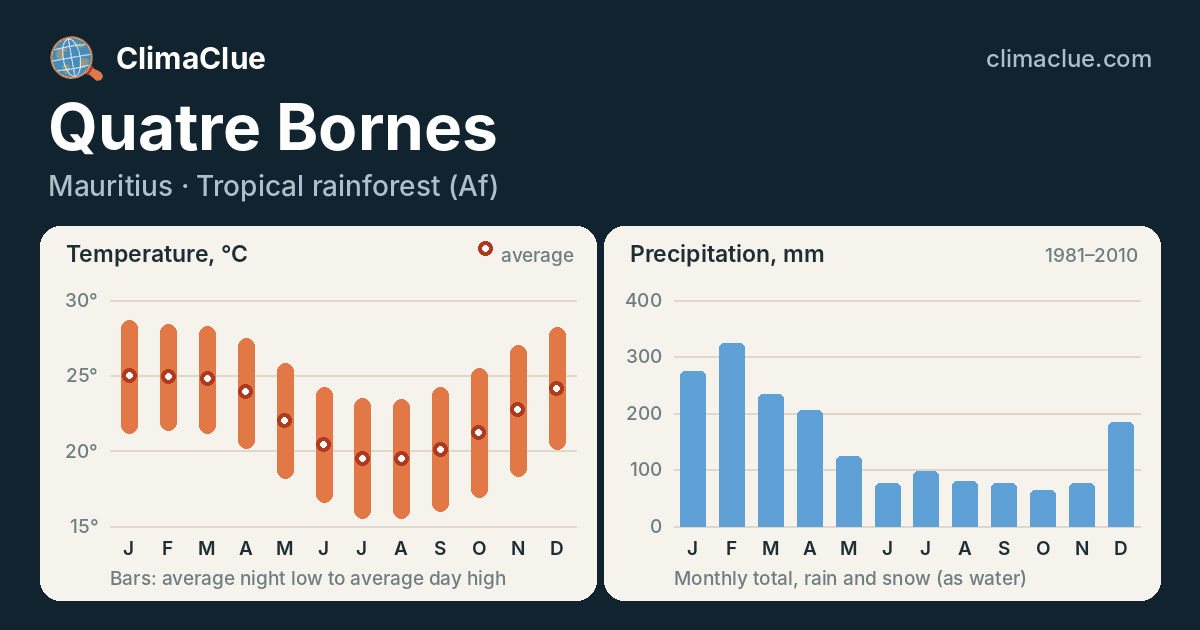 ClimaClue
climaclue.com
Quatre Bornes
Mauritius · Tropical rainforest (Af)
Temperature, °C
average
30°
25°
20°
15°
J F M A M J J A S O N D
Bars: average night low to average day high
Precipitation, mm
1981–2010
400
300
200
100
0
J F M A M J J A S O N D
Monthly total, rain and snow (as water)